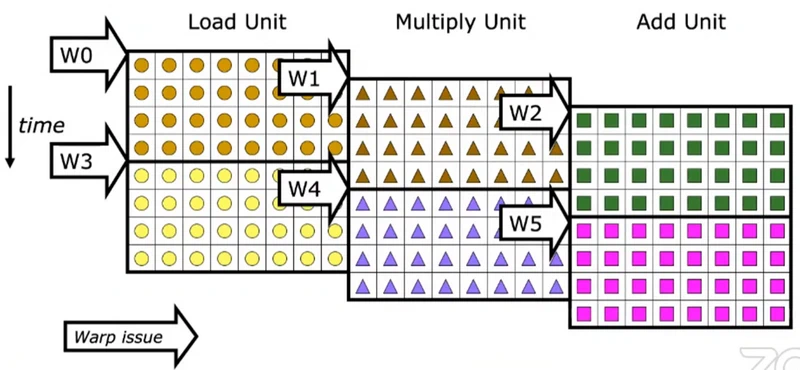 Load Unit
Multiply Unit
Add Unit
W0
W1
W2
time
W3
W4
W5
Warp issue